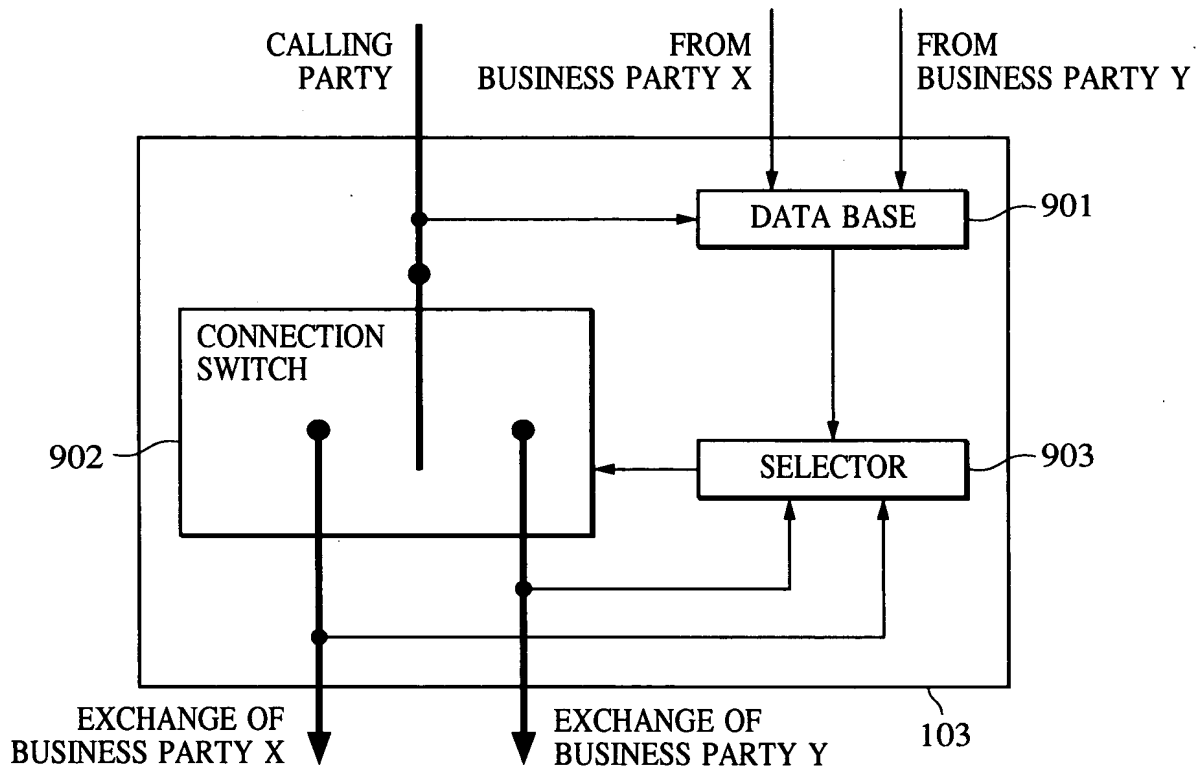 CALLING
PARTY
FROM
BUSINESS PARTY X
FROM
BUSINESS PARTY Y
DATA BASE
901
CONNECTION
SWITCH
902
SELECTOR
903
EXCHANGE OF
BUSINESS PARTY X
EXCHANGE OF
BUSINESS PARTY Y
103